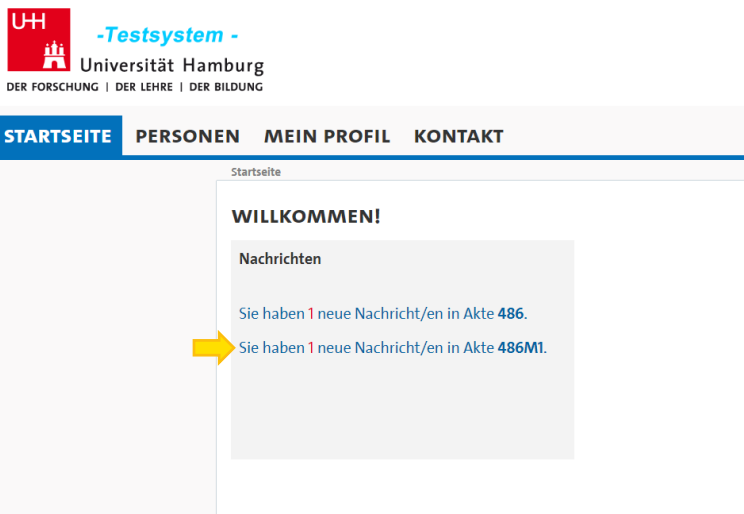 UHH
-Testsystem -
Universität Hamburg
DER FORSCHUNG | DER LEHRE | DER BILDUNG
STARTSEITE PERSONEN MEIN PROFIL KONTAKT
Startseite
WILLKOMMEN!
Nachrichten
Sie haben 1 neue Nachricht/en in Akte 486.
Sie haben 1 neue Nachricht/en in Akte 486M1.